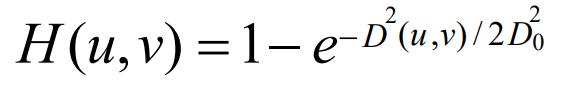 H(u,v) = 1 − e^{−D²(u,v)/2D₀²}